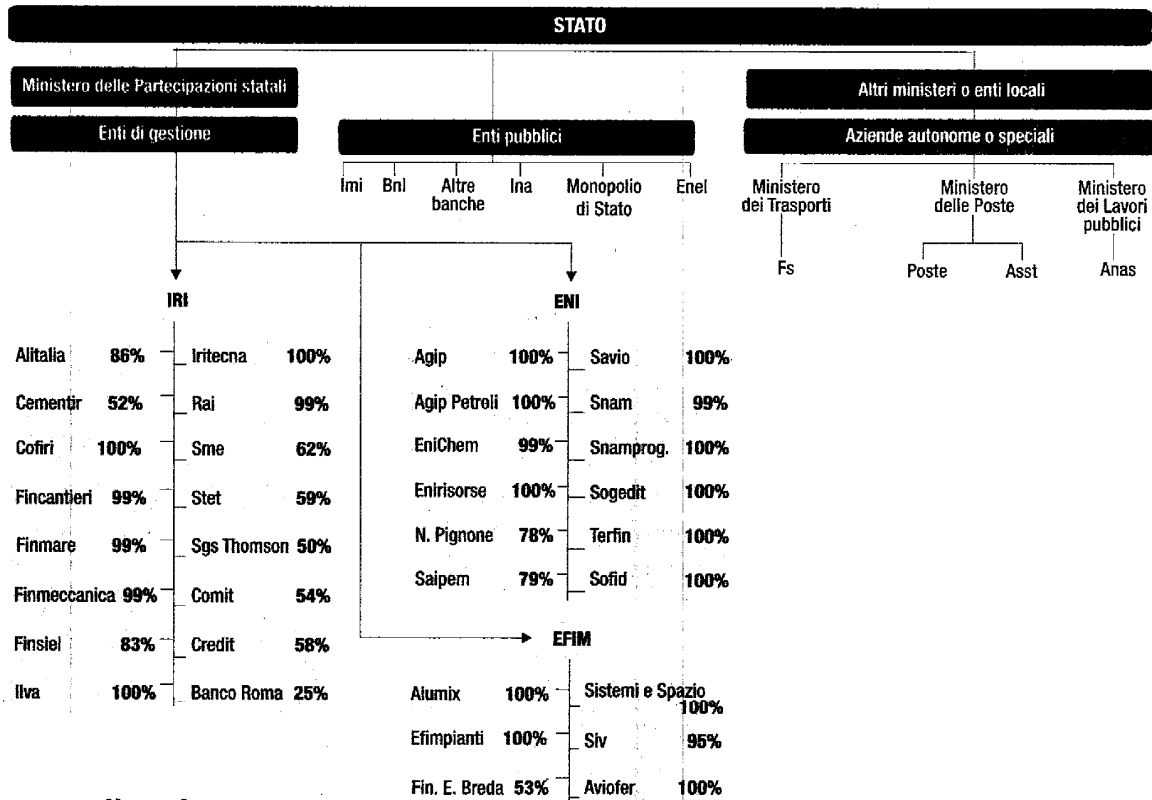 STATO
Ministero delle Partecipazioni statali
Altri ministeri o enti locali
Enti di gestione
Enti pubblici
Aziende autonome o speciali
Imi
Bnl
Altre
banche
Ina
Monopolio
di Stato
Enel
Ministero
dei Trasporti
Ministero
delle Poste
Ministero
dei Lavori
pubblici
Fs
Poste
Asst
Anas
IRI
Alitalia 86% Iritecna 100%
Cementir 52% Rai 99%
Cofiri 100% Sme 62%
Fincantieri 99% Stet 59%
Finmare 99% Sgs Thomson 50%
Finmeccanica 99% Comit 54%
Finsiel 83% Credit 58%
Ilva 100% Banco Roma 25%
ENI
Agip 100% Savio 100%
Agip Petroli 100% Snam 99%
EniChem 99% Snamprog. 100%
Enirisorse 100% Sogedit 100%
N. Pignone 78% Terfin 100%
Saipem 79% Sofid 100%
EFIM
Alumix 100% Sistemi e Spazio
100%
Efimpianti 100% Siv 95%
Fin. E. Breda 53% Aviofer 100%